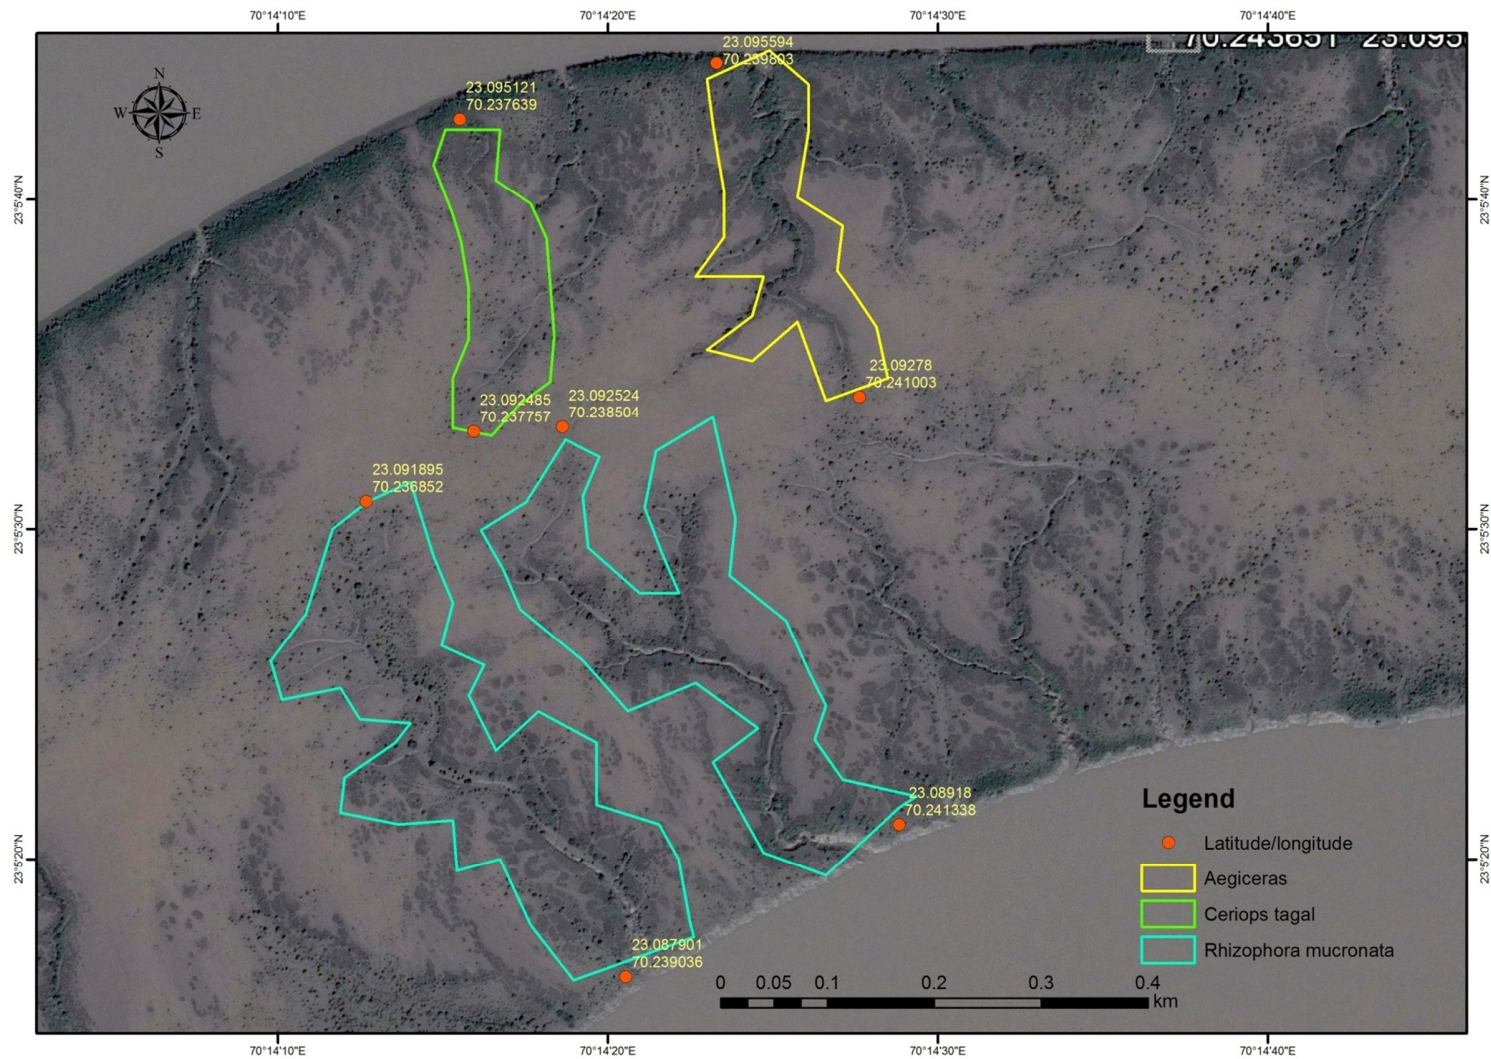 70°14'10"E
70°14'20"E
70°14'30"E
70°14'40"E
70.243651 23.095
N
W E
S
23.095594
70.239803
23.095121
70.237639
23°5'40"N
23°5'40"N
23.09278
70.241003
23.092485
70.237757
23.092524
70.238504
23.091895
70.236852
23°5'30"N
23°5'30"N
23.08918
70.241338
Legend
Latitude/longitude
Aegiceras
Ceriops tagal
Rhizophora mucronata
23°5'20"N
23°5'20"N
23.087901
70.239036
0 0.05 0.1 0.2 0.3 0.4
km
70°14'10"E
70°14'20"E
70°14'30"E
70°14'40"E